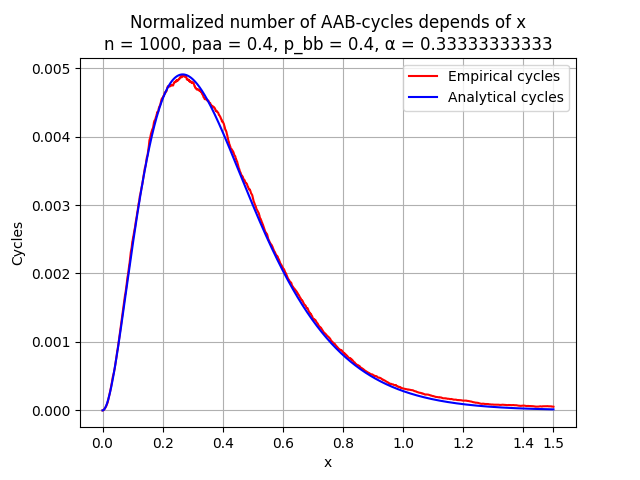 Normalized number of AAB-cycles depends of x
n = 1000, paa = 0.4, p_bb = 0.4, α = 0.33333333333
Empirical cycles
Analytical cycles
Cycles
0.005
0.004
0.003
0.002
0.001
0.000
0.0 0.2 0.4 0.6 0.8 1.0 1.2 1.4 1.5
x